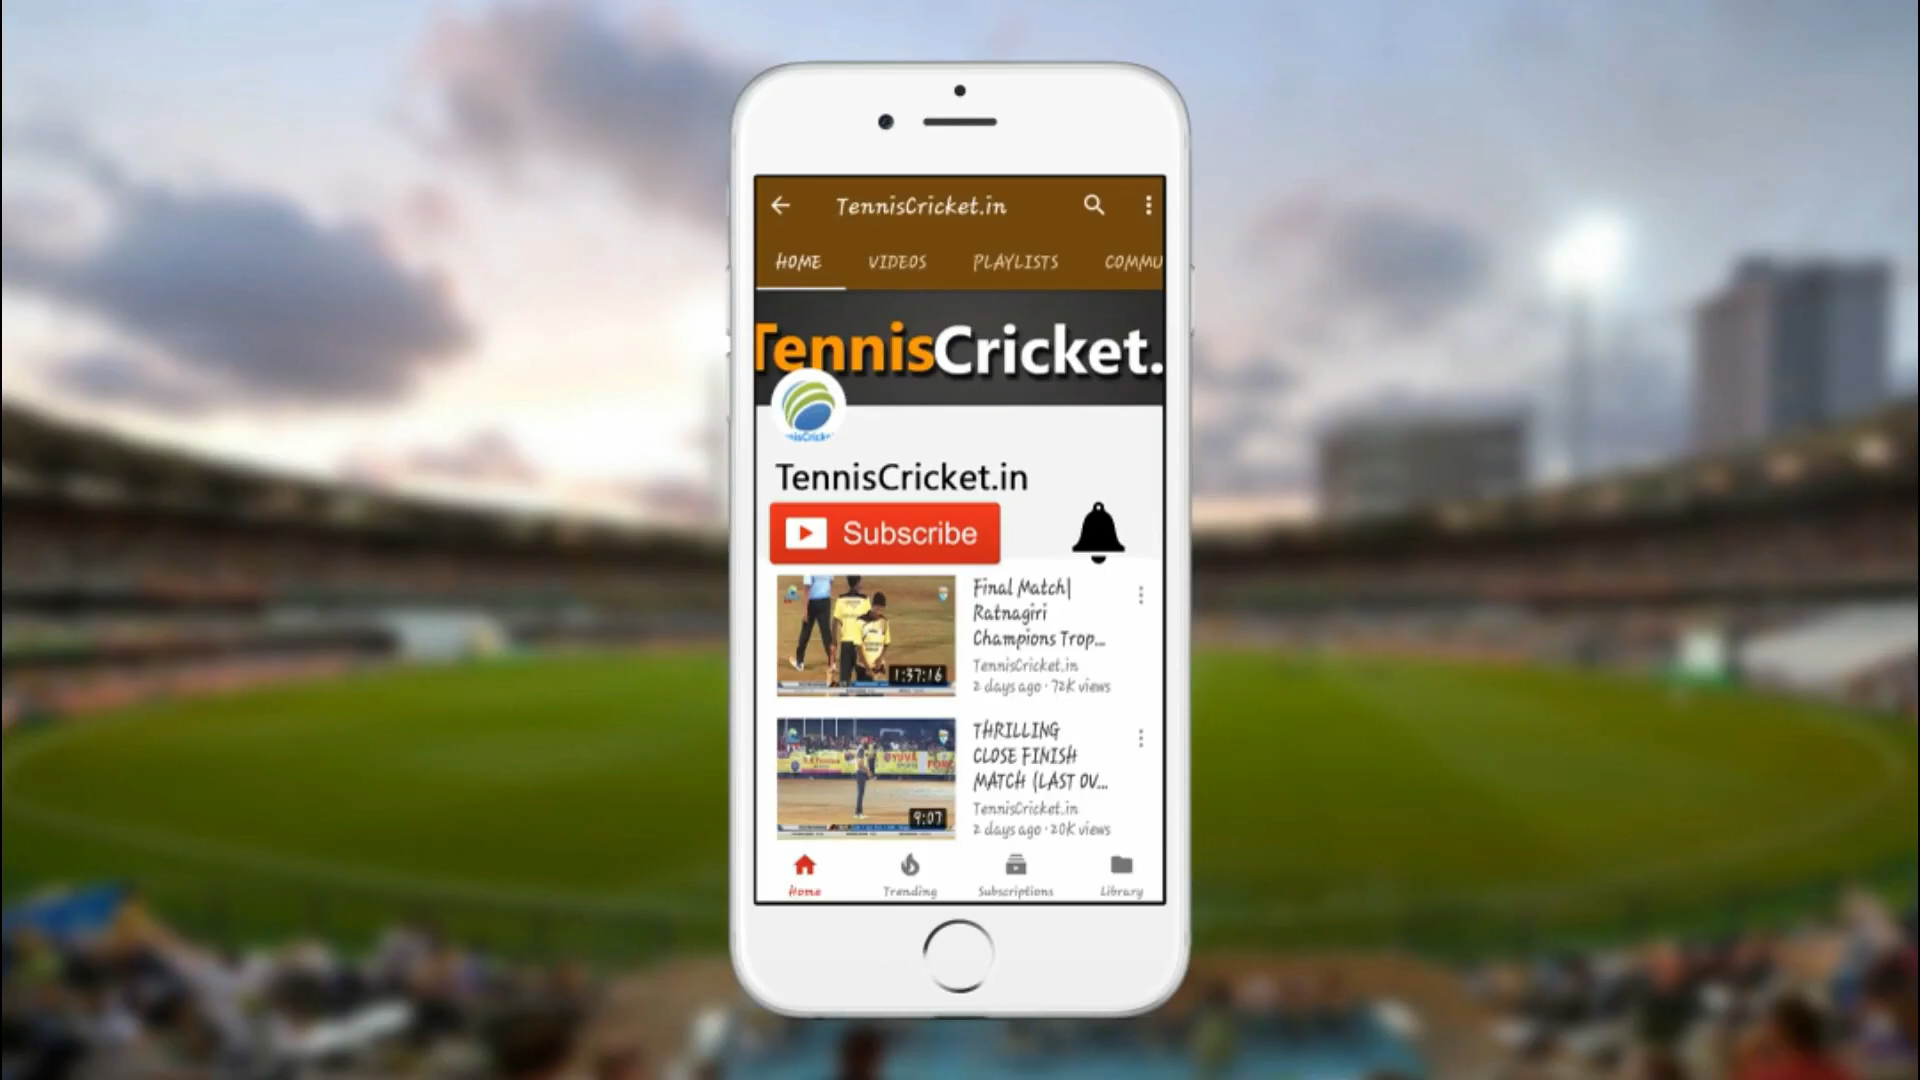 TennisCricket.in
HOME VIDEOS PLAYLISTS COMMU
TennisCricket.
TennisCricket.in
Subscribe
Final Match|
Ratnagiri
Champions Trop...
TennisCricket.in
2 days ago · 72K views
1:37:16
THRILLING
CLOSE FINISH
MATCH (LAST OV...
TennisCricket.in
2 days ago · 20K views
9:07
Home Trending Subscriptions Library